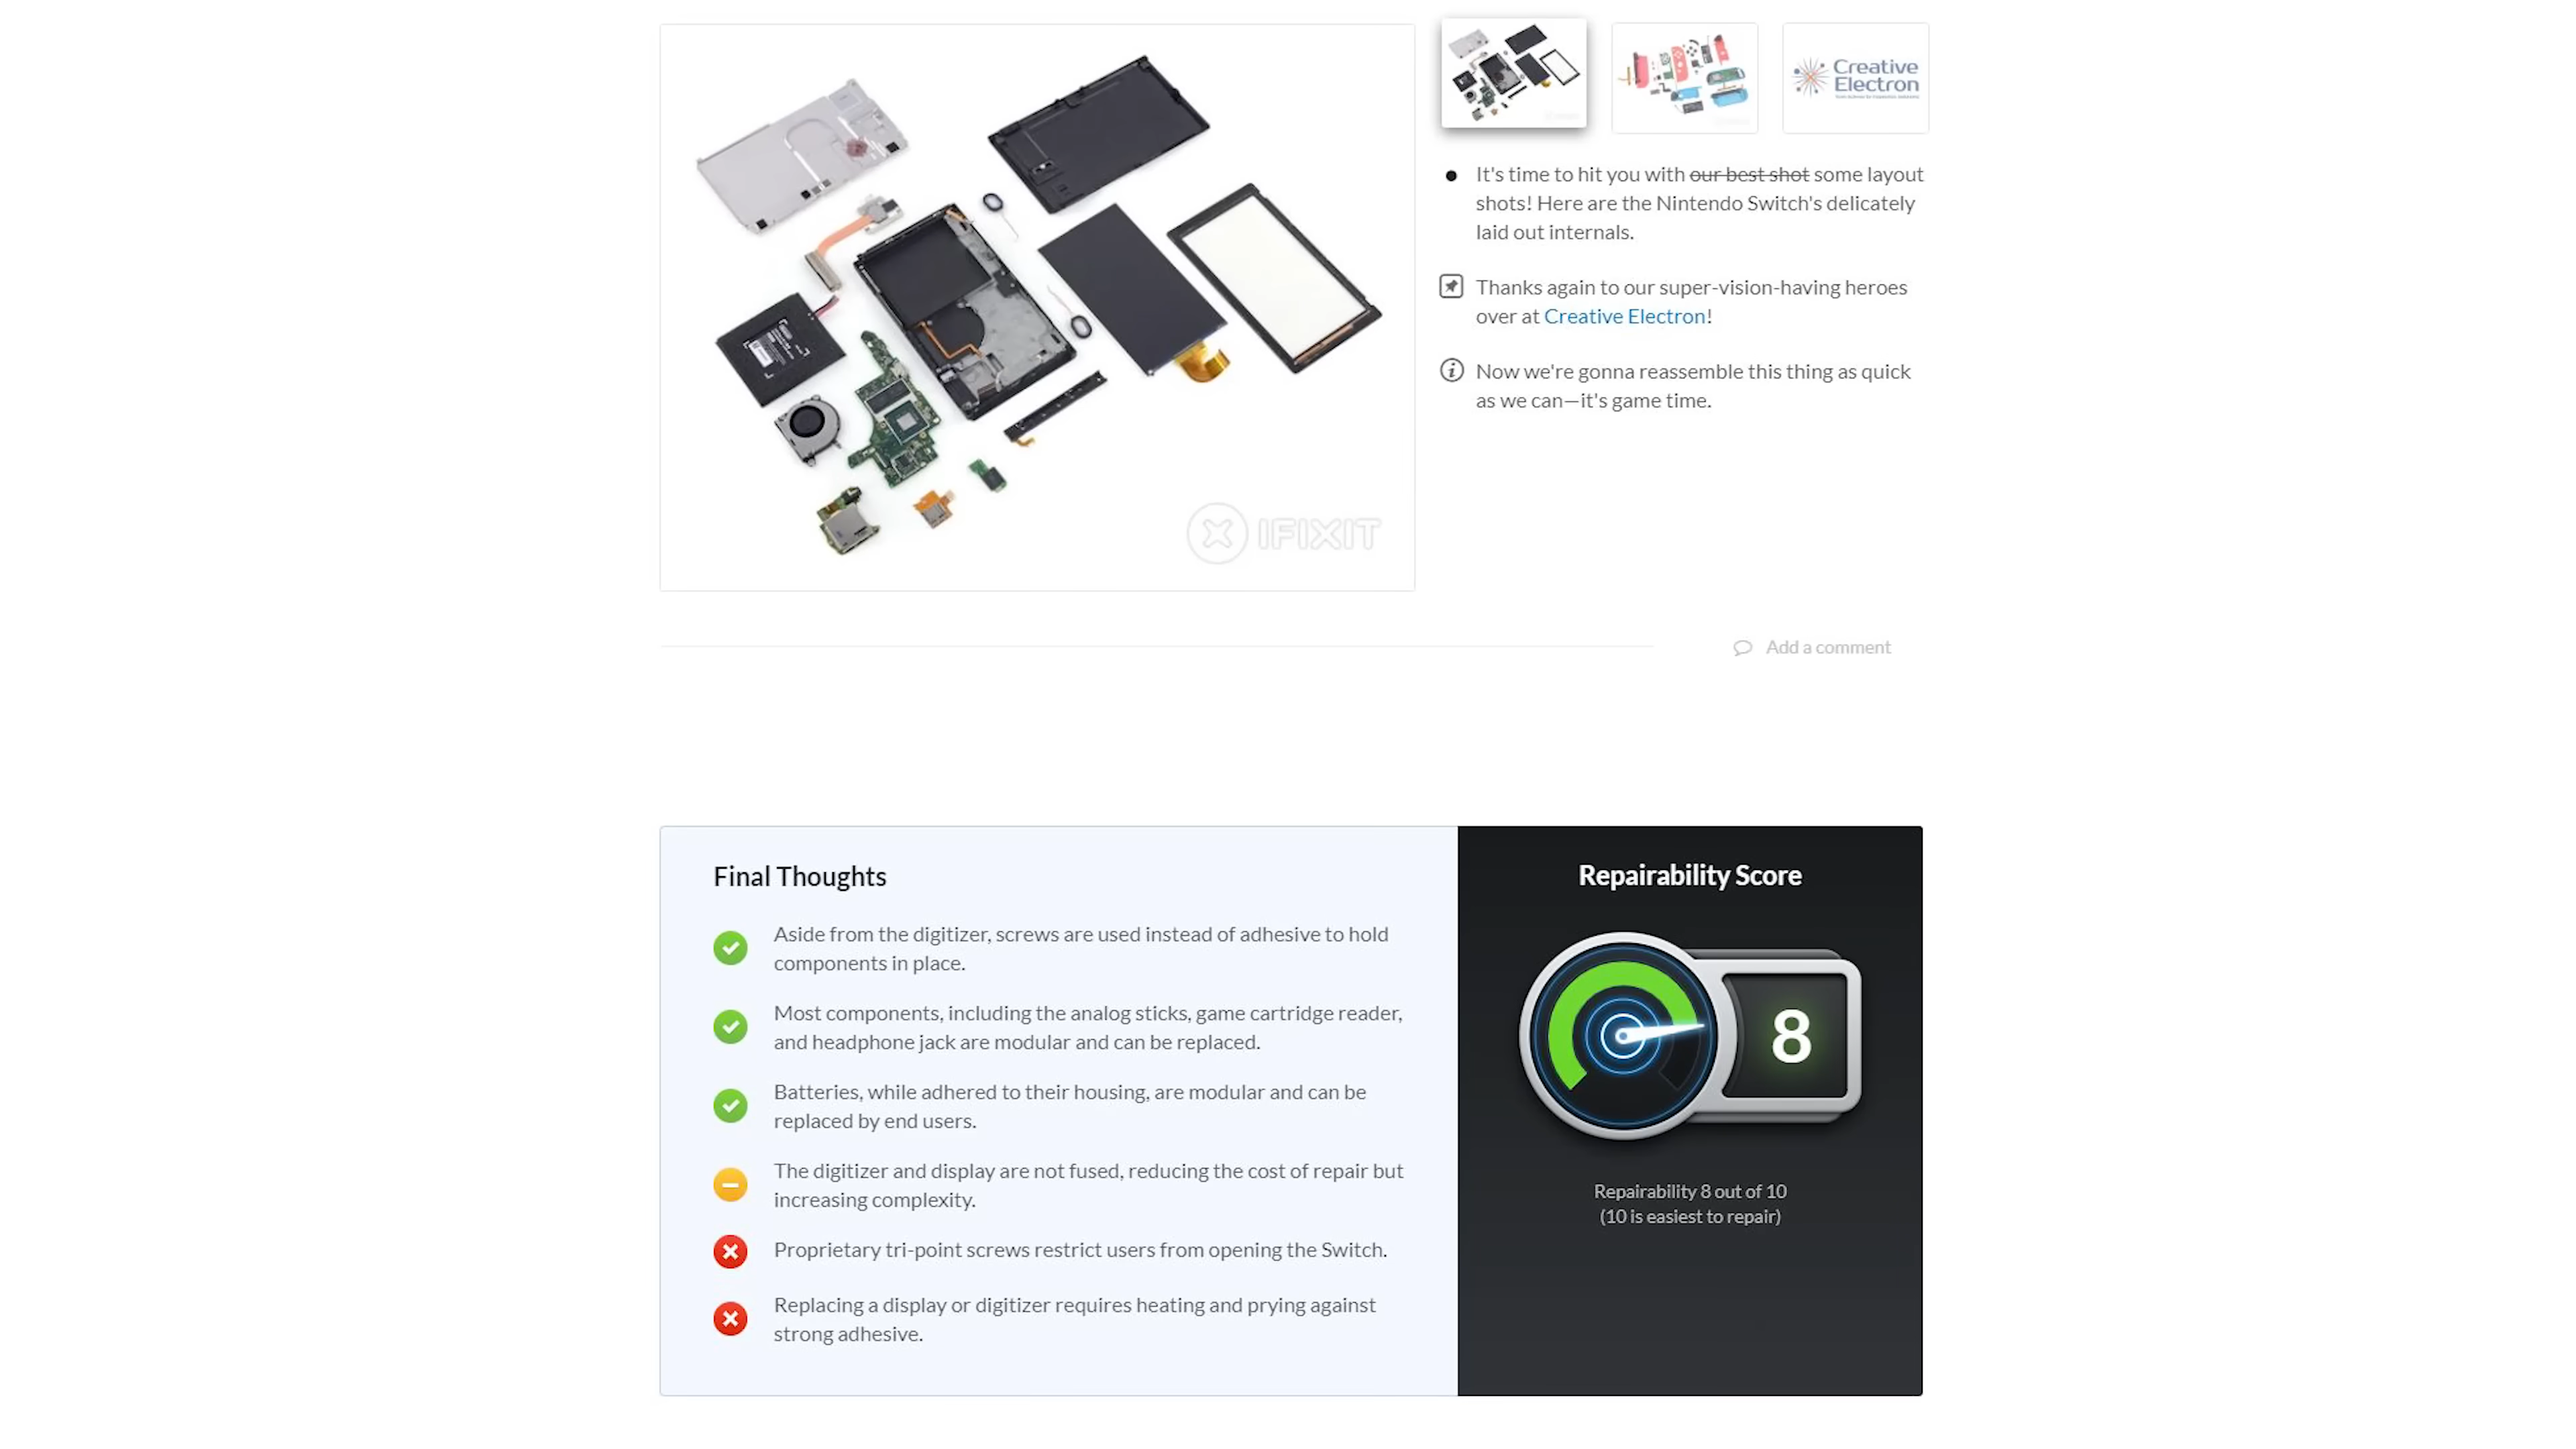 IFIXIT
Creative
Electron
It's time to hit you with our best shot some layout
shots! Here are the Nintendo Switch's delicately
laid out internals.
Thanks again to our super-vision-having heroes
over at Creative Electron!
Now we're gonna reassemble this thing as quick
as we can—it's game time.
Add a comment
Final Thoughts
Aside from the digitizer, screws are used instead of adhesive to hold
components in place.
Most components, including the analog sticks, game cartridge reader,
and headphone jack are modular and can be replaced.
Batteries, while adhered to their housing, are modular and can be
replaced by end users.
The digitizer and display are not fused, reducing the cost of repair but
increasing complexity.
Proprietary tri-point screws restrict users from opening the Switch.
Replacing a display or digitizer requires heating and prying against
strong adhesive.
Repairability Score
8
Repairability 8 out of 10
(10 is easiest to repair)